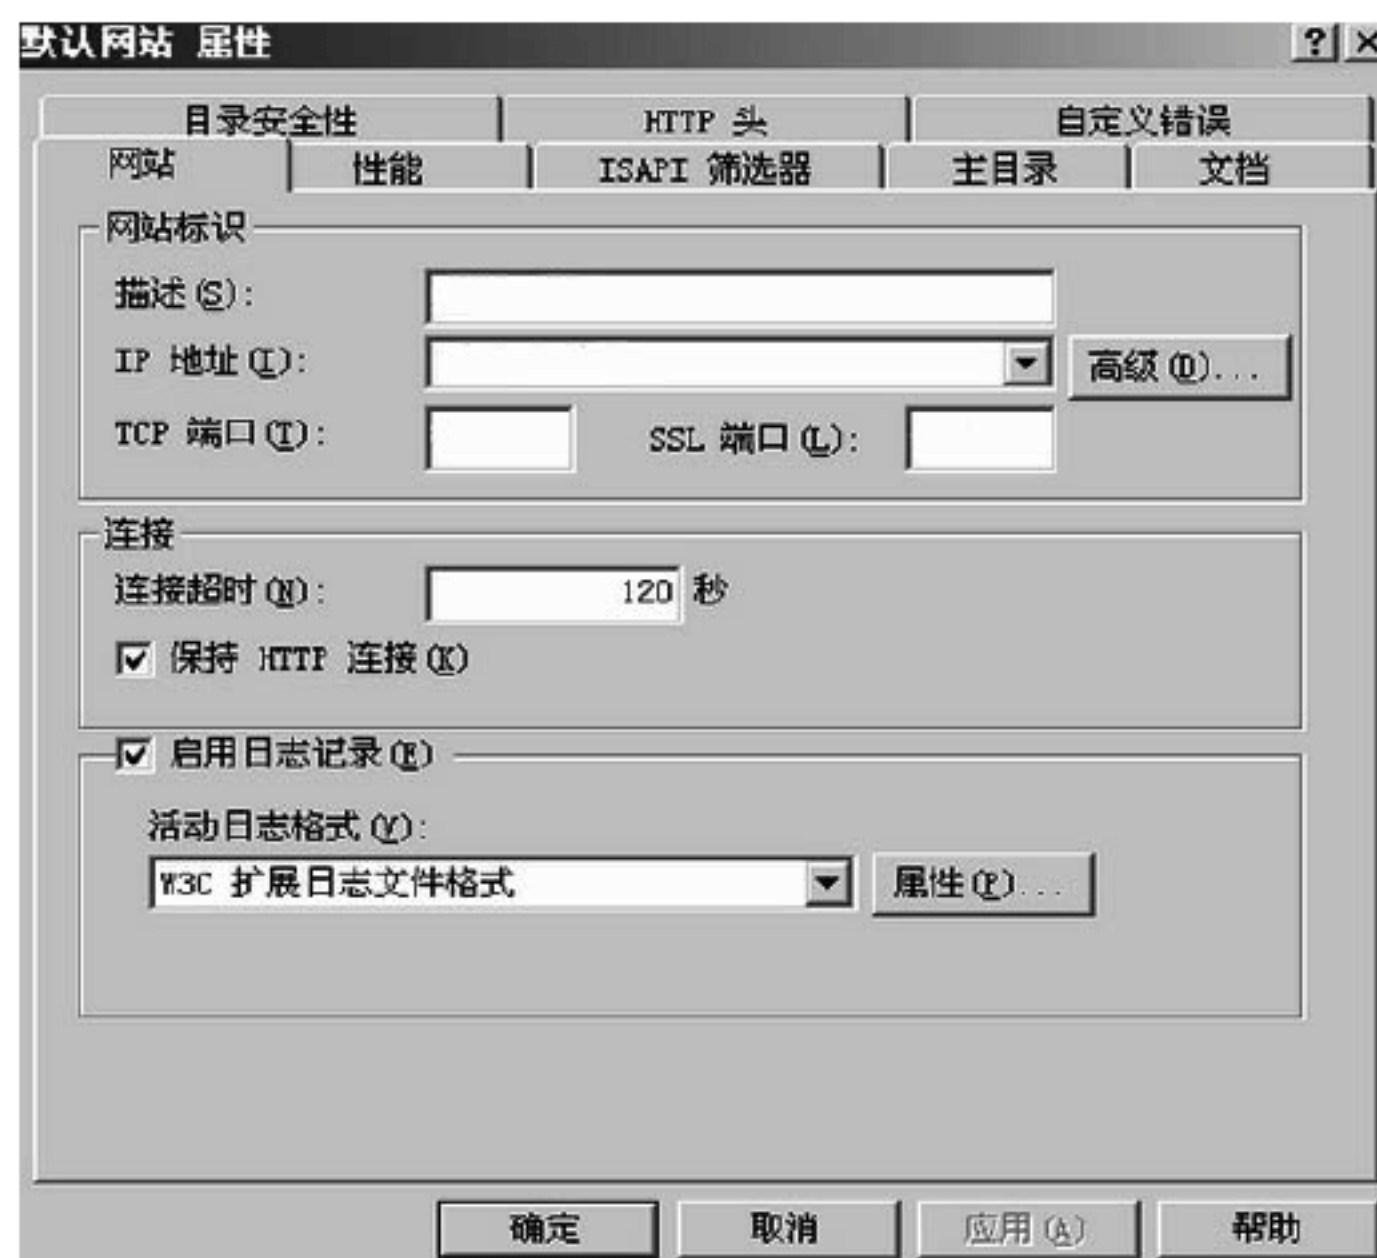 默认网站 属性
目录安全性 HTTP 头 自定义错误
网站 性能 ISAPI 筛选器 主目录 文档
网站标识
描述(S):
IP 地址(I): 高级(D)...
TCP 端口(T): SSL 端口(L):
连接
连接超时(N): 120 秒
保持 HTTP 连接(K)
启用日志记录(E)
活动日志格式(V):
W3C 扩展日志文件格式 属性(P)...
确定 取消 应用(A) 帮助